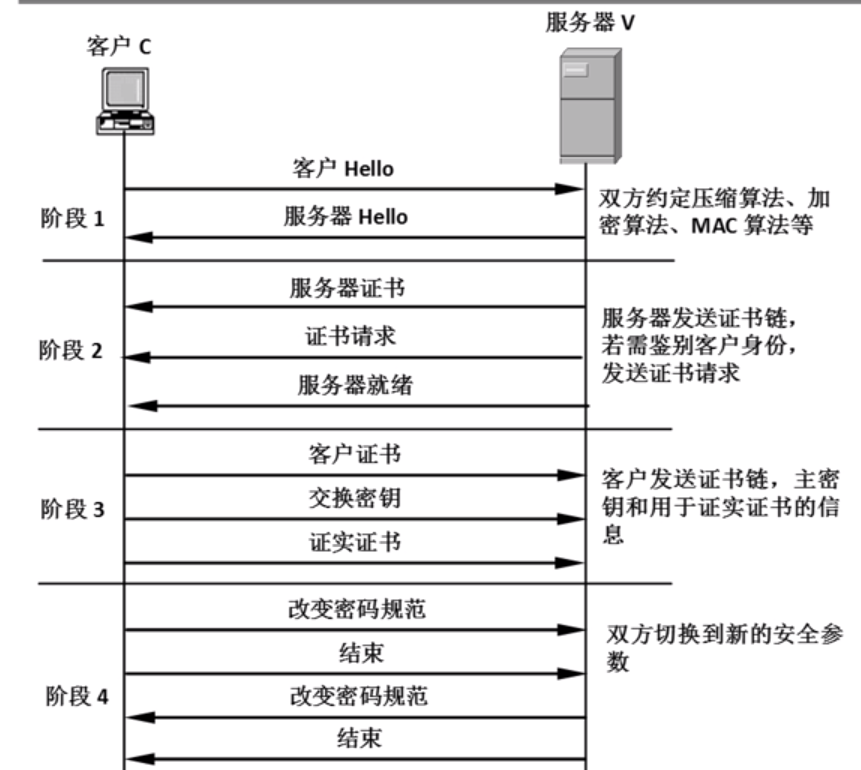 服务器 V
客户 C
客户 Hello
阶段 1
服务器 Hello
双方约定压缩算法、加
密算法、MAC 算法等
服务器证书
阶段 2
证书请求
服务器就绪
服务器发送证书链，
若需鉴别客户身份，
发送证书请求
客户证书
阶段 3
交换密钥
证实证书
客户发送证书链，主密
钥和用于证实证书的信
息
改变密码规范
结束
阶段 4
改变密码规范
结束
双方切换到新的安全参
数